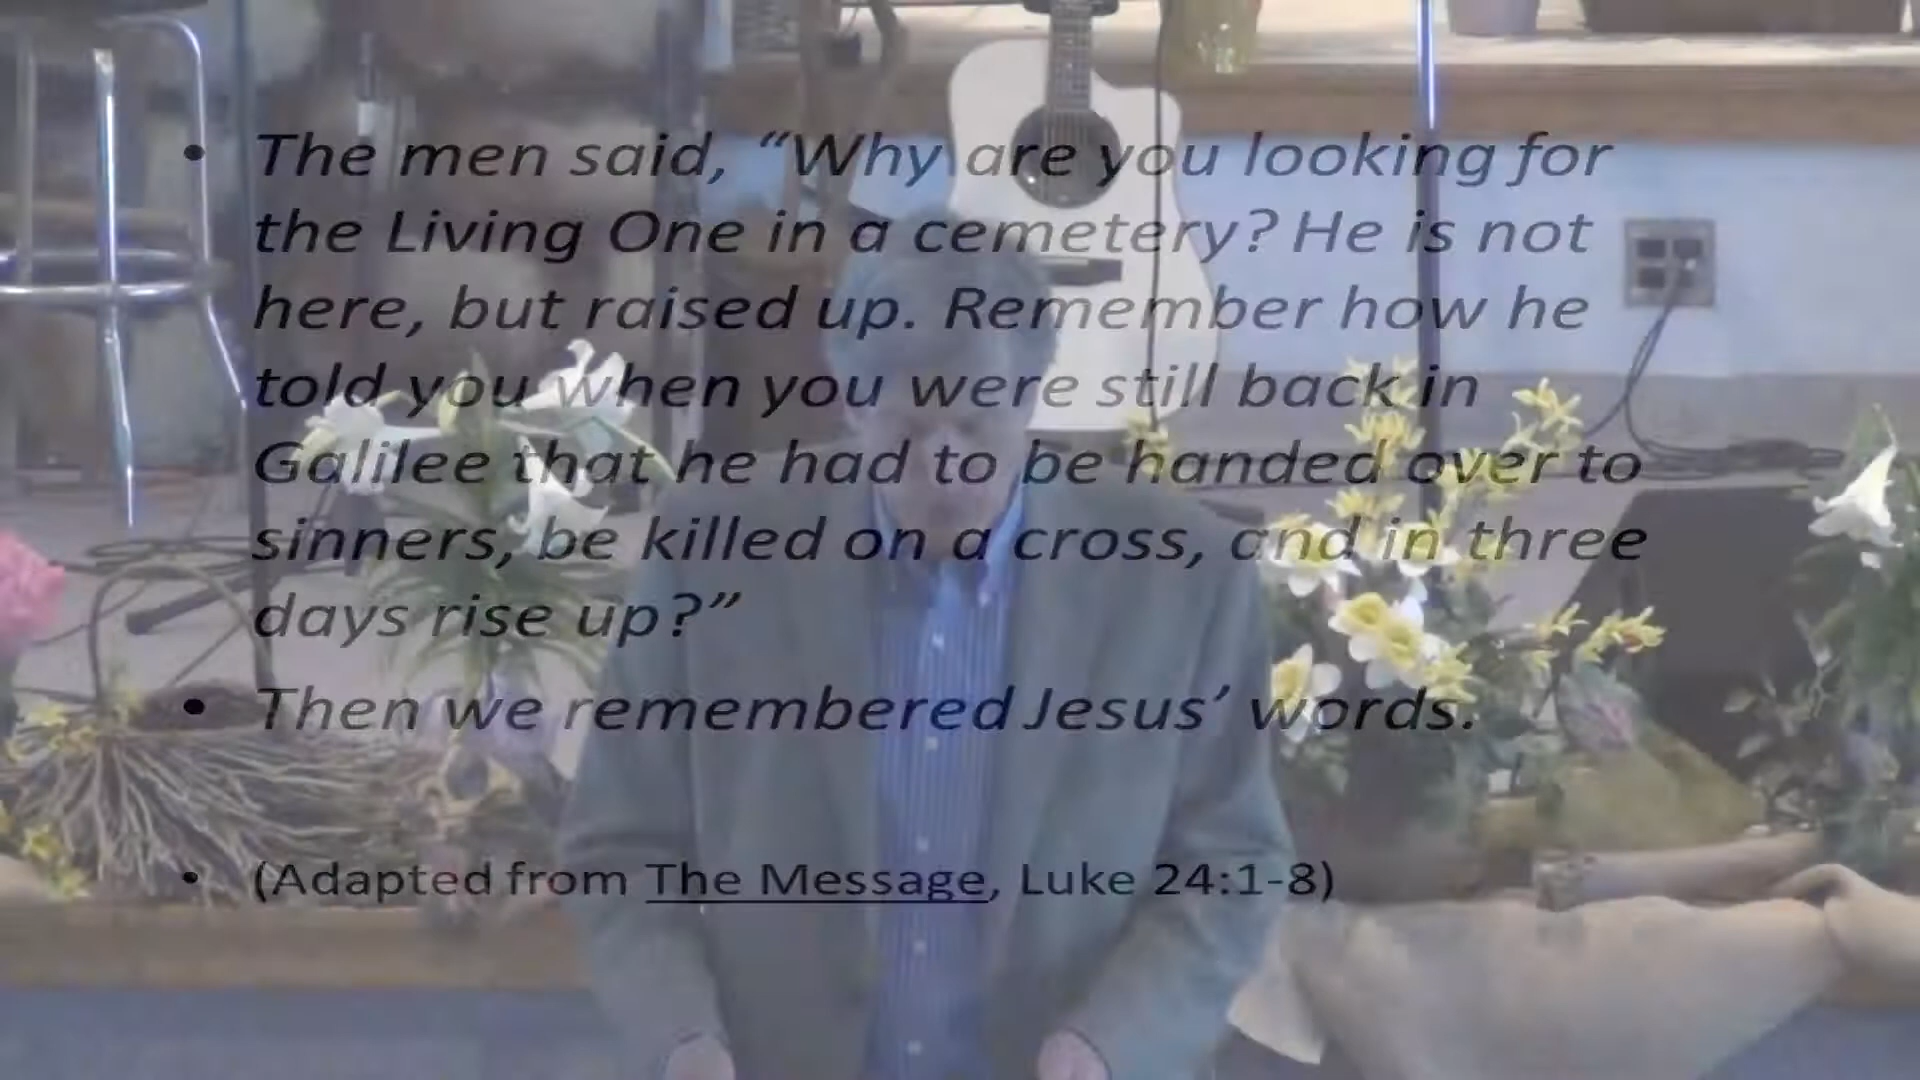 • The men said, “Why are you looking for
the Living One in a cemetery? He is not
here, but raised up. Remember how he
told you when you were still back in
Galilee that he had to be handed over to
sinners, be killed on a cross, and in three
days rise up?”
• Then we remembered Jesus’ words.
• (Adapted from The Message, Luke 24:1-8)